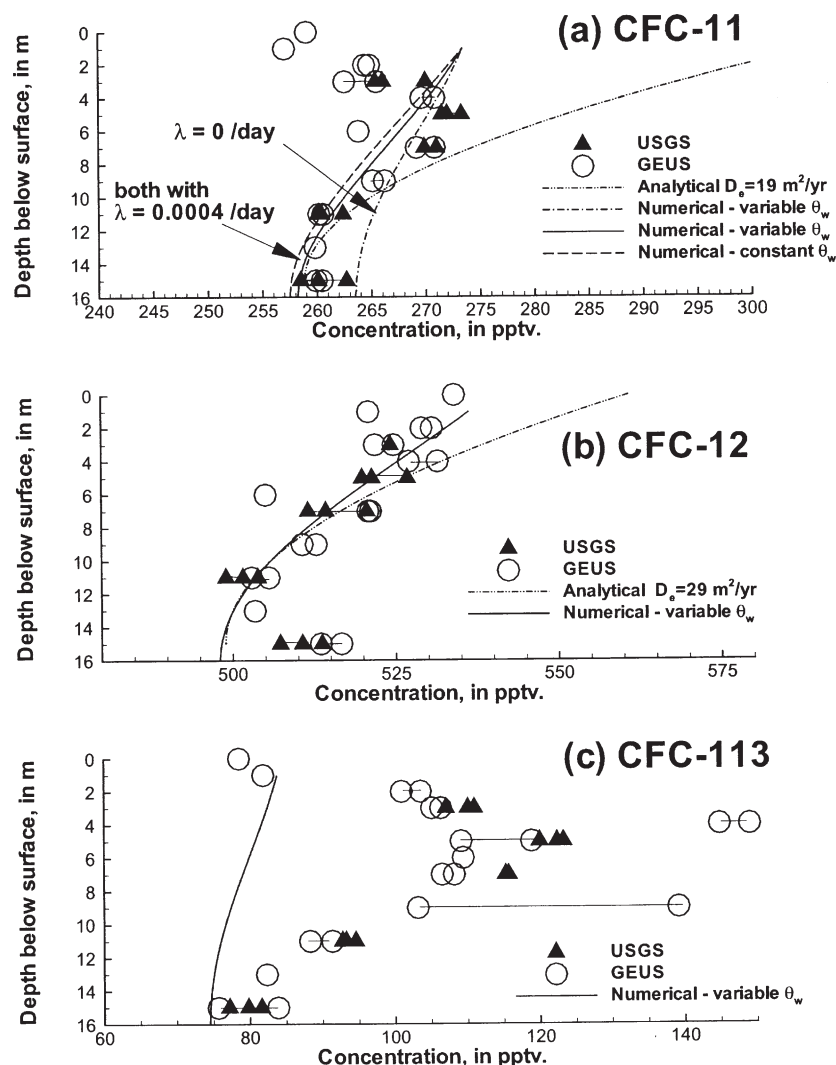 (a) CFC-11
Depth below surface, in m
0
2
4
6
8
10
12
14
16
λ = 0 /day
both with
λ = 0.0004 /day
USGS
GEUS
Analytical Dₑ=19 m²/yr
Numerical - variable θw
Numerical - variable θw
Numerical - constant θw
240 245 250 255 260 265 270 275 280 285 290 295 300
Concentration, in pptv.
(b) CFC-12
Depth below surface, in m
0
2
4
6
8
10
12
14
16
USGS
GEUS
Analytical Dₑ=29 m²/yr
Numerical - variable θw
500 525 550 575
Concentration, in pptv.
(c) CFC-113
Depth below surface, in m
0
2
4
6
8
10
12
14
16
USGS
GEUS
Numerical - variable θw
60 80 100 120 140
Concentration, in pptv.